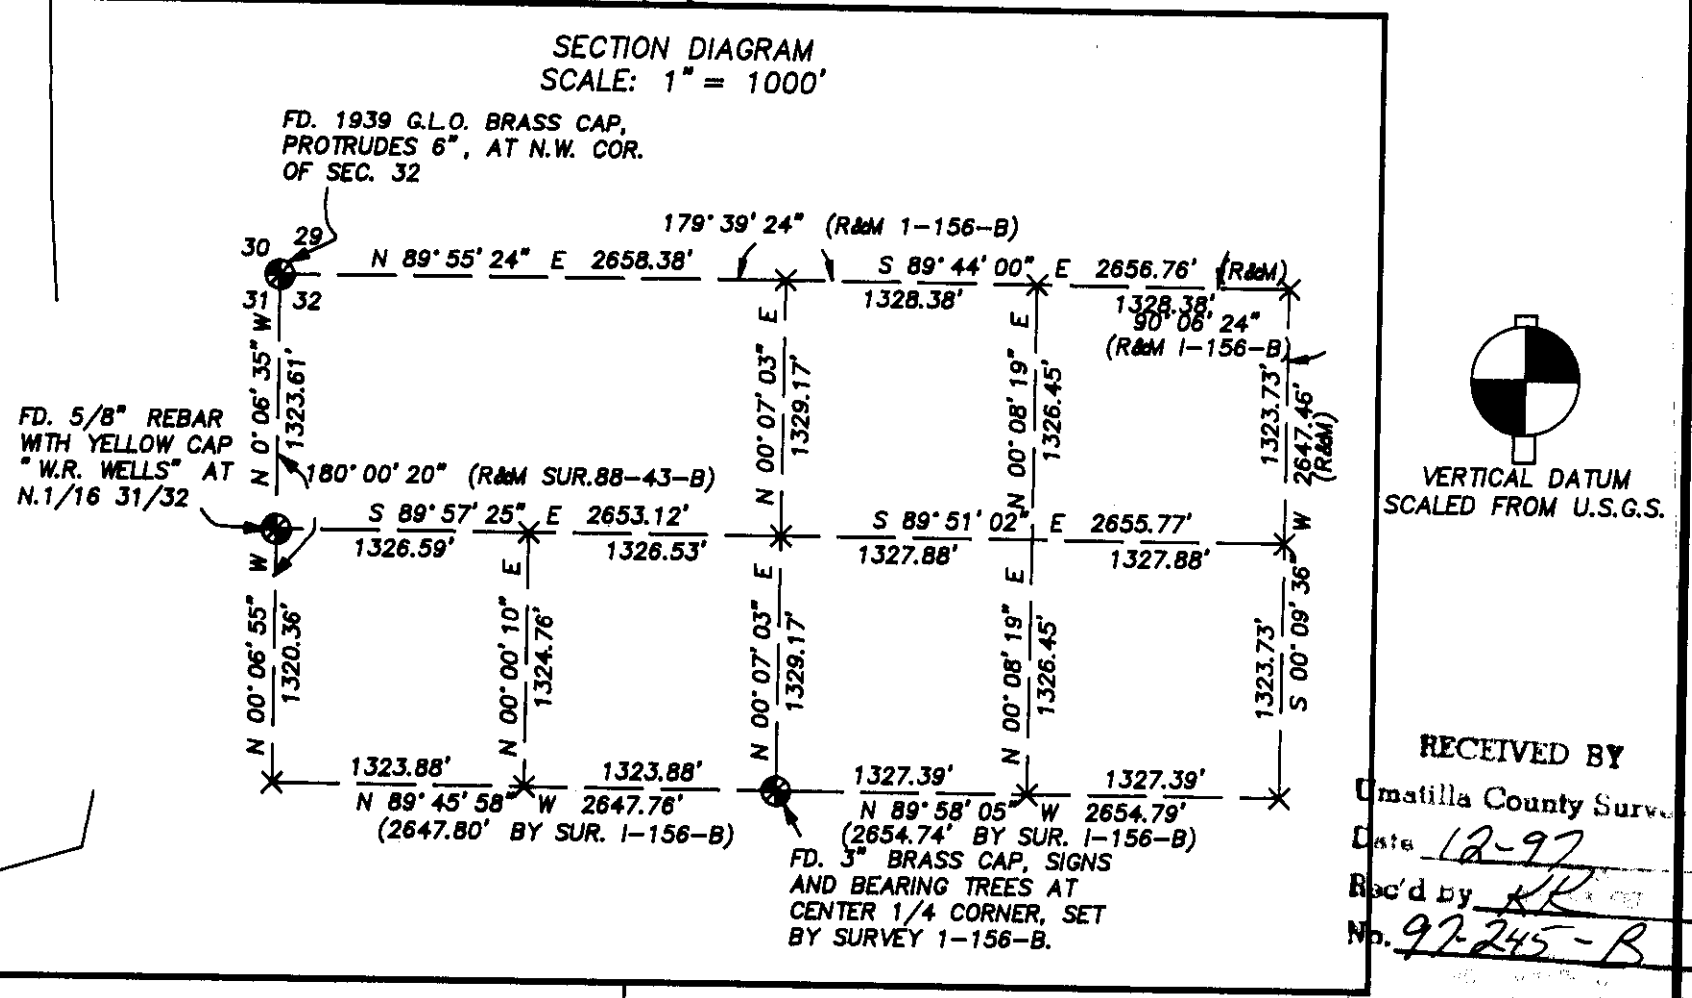 SECTION DIAGRAM
SCALE: 1" = 1000'
FD. 1939 G.L.O. BRASS CAP,
PROTRUDES 6", AT N.W. COR.
OF SEC. 32
30 29
31 32
179° 39' 24" (R&M 1-156-B)
N 89° 55' 24" E 2658.38'
S 89° 44' 00" E 2656.76' (R&M)
1328.38'
1328.38'
90° 06' 24"
(R&M 1-156-B)
N 0° 06' 35" W
1323.61'
N 00° 07' 03" E
1329.17'
N 00° 08' 19" E
1326.45'
1323.73'
2647.46'
(R&M)
FD. 5/8" REBAR
WITH YELLOW CAP
"W.R. WELLS" AT
N.1/16 31/32
180° 00' 20" (R&M SUR.88-43-B)
S 89° 57' 25" E 2653.12'
1326.59'
1326.53'
S 89° 51' 02" E 2655.77'
1327.88'
1327.88'
N 00° 06' 55" W
1320.36'
N 00° 00' 10" E
1324.76'
N 00° 07' 03" E
1329.17'
N 00° 08' 19" E
1326.45'
1323.73'
S 00° 09' 36" W
1323.88'
1323.88'
N 89° 45' 58" W 2647.76'
(2647.80' BY SUR. 1-156-B)
1327.39'
1327.39'
N 89° 58' 05" W 2654.79'
(2654.74' BY SUR. 1-156-B)
FD. 3" BRASS CAP, SIGNS
AND BEARING TREES AT
CENTER 1/4 CORNER, SET
BY SURVEY 1-156-B.
VERTICAL DATUM
SCALED FROM U.S.G.S.
RECEIVED BY
Umatilla County Surve
Date 12-97
Rec'd By KK
No. 97-245-B